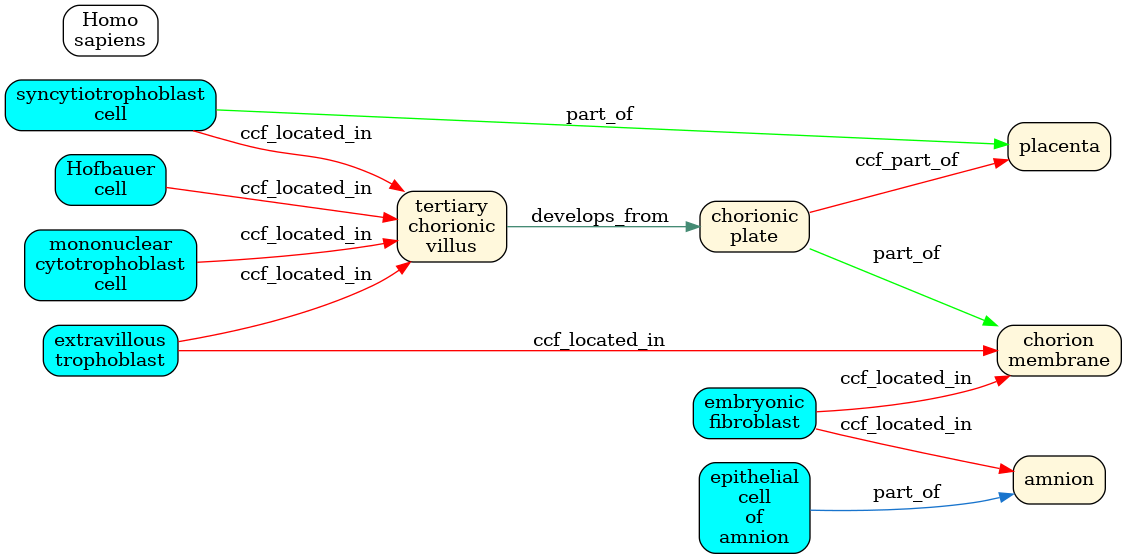 Homo
sapiens
syncytiotrophoblast
cell
part_of
ccf_located_in
placenta
ccf_part_of
Hofbauer
cell
ccf_located_in
tertiary
chorionic
villus
develops_from
chorionic
plate
mononuclear
cytotrophoblast
cell
ccf_located_in
part_of
ccf_located_in
extravillous
trophoblast
ccf_located_in
chorion
membrane
ccf_located_in
embryonic
fibroblast
ccf_located_in
amnion
epithelial
cell
of
amnion
part_of